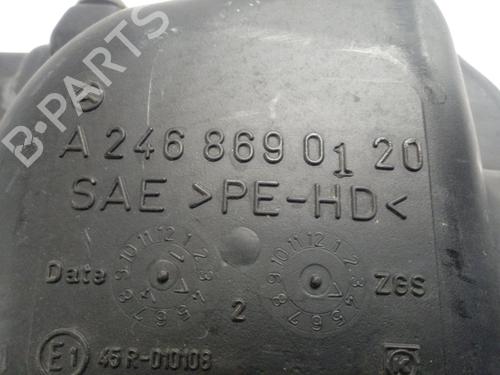 B-PARTS
A 246 869 01 20
SAE >PE-HD<
Date
ZGS
2
E1
45 R-010108